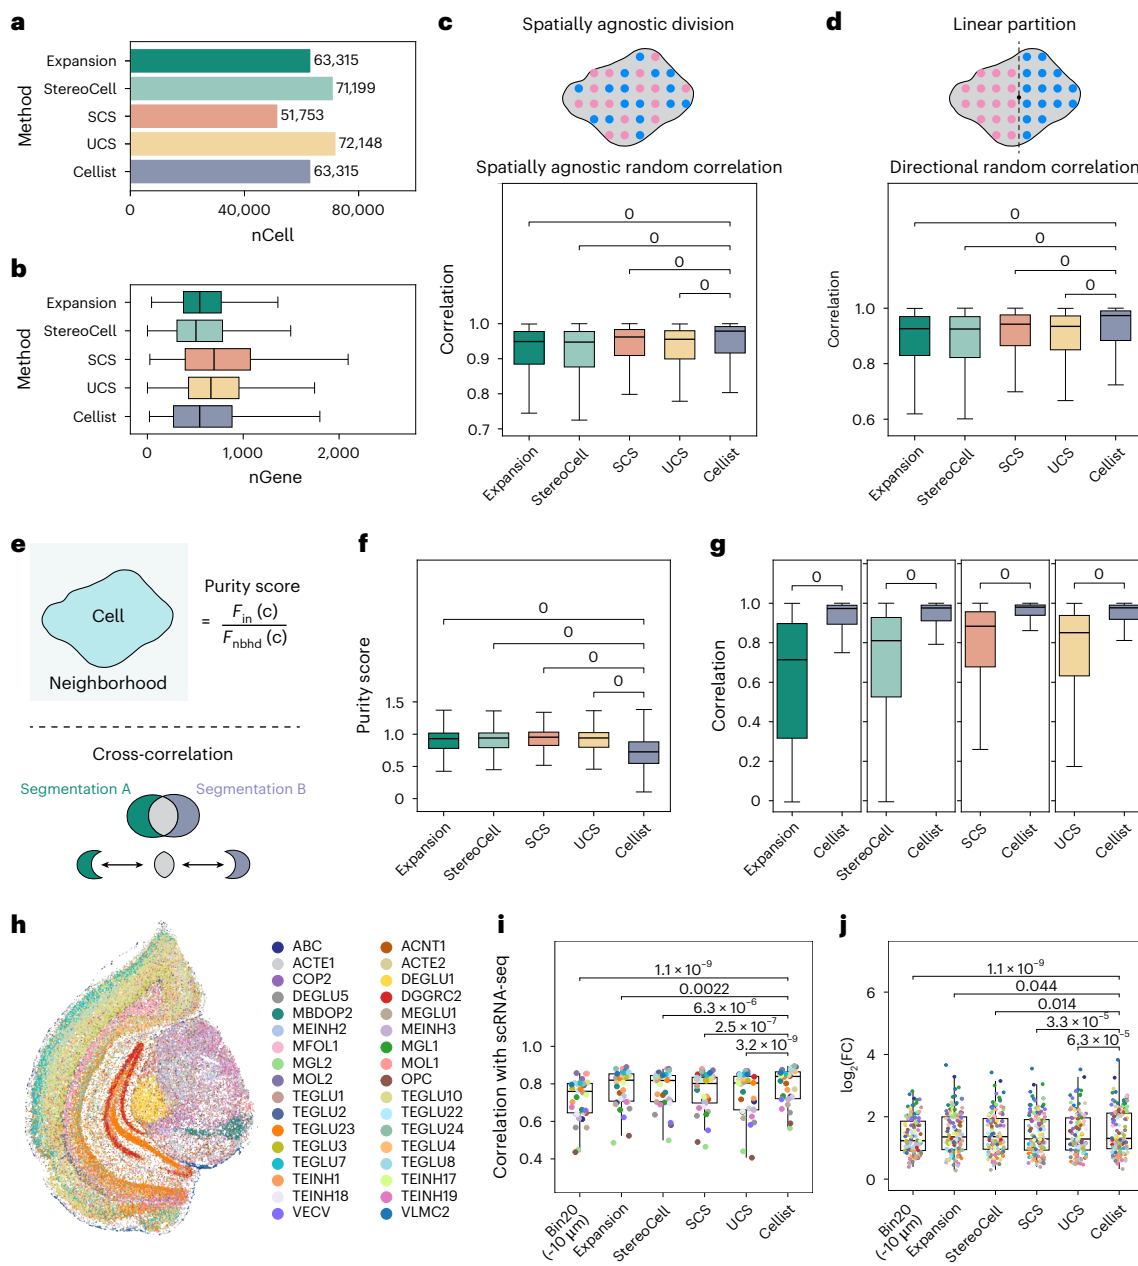 a
Method
Expansion
StereoCell
SCS
UCS
Cellist
63,315
71,199
51,753
72,148
63,315
0
40,000
80,000
nCell
b
Method
Expansion
StereoCell
SCS
UCS
Cellist
0
1,000
2,000
nGene
c
Spatially agnostic division
Spatially agnostic random correlation
0
0
0
0
Correlation
1.0
0.9
0.8
0.7
Expansion
StereoCell
SCS
UCS
Cellist
d
Linear partition
Directional random correlation
0
0
0
0
Correlation
1.0
0.8
0.6
Expansion
StereoCell
SCS
UCS
Cellist
e
Cell
Neighborhood
Purity score
= F_in (c) / F_nbhd (c)
Cross-correlation
Segmentation A
Segmentation B
f
0
0
0
0
Purity score
1.5
1.0
0.5
0
Expansion
StereoCell
SCS
UCS
Cellist
g
0
0
0
0
Correlation
1.0
0.8
0.6
0.4
0.2
0
Expansion
Cellist
StereoCell
Cellist
SCS
Cellist
UCS
Cellist
h
ABC
ACTE1
COP2
DEGLU5
MBDOP2
MEINH2
MFOL1
MGL2
MOL2
TEGLU1
TEGLU2
TEGLU23
TEGLU3
TEGLU7
TEINH1
TEINH18
VECV
ACNT1
ACTE2
DEGLU1
DGGRC2
MEGLU1
MEINH3
MGL1
MOL1
OPC
TEGLU10
TEGLU22
TEGLU24
TEGLU4
TEGLU8
TEINH17
TEINH19
VLMC2
i
1.1 × 10⁻⁹
0.0022
6.3 × 10⁻⁶
2.5 × 10⁻⁷
3.2 × 10⁻⁹
Correlation with scRNA-seq
1.0
0.8
0.6
0.4
Bin20
(~10 μm)
Expansion
StereoCell
SCS
UCS
Cellist
j
1.1 × 10⁻⁹
0.044
0.014
3.3 × 10⁻⁵
6.3 × 10⁻⁵
log₂(FC)
6
4
2
0
Bin20
(~10 μm)
Expansion
StereoCell
SCS
UCS
Cellist